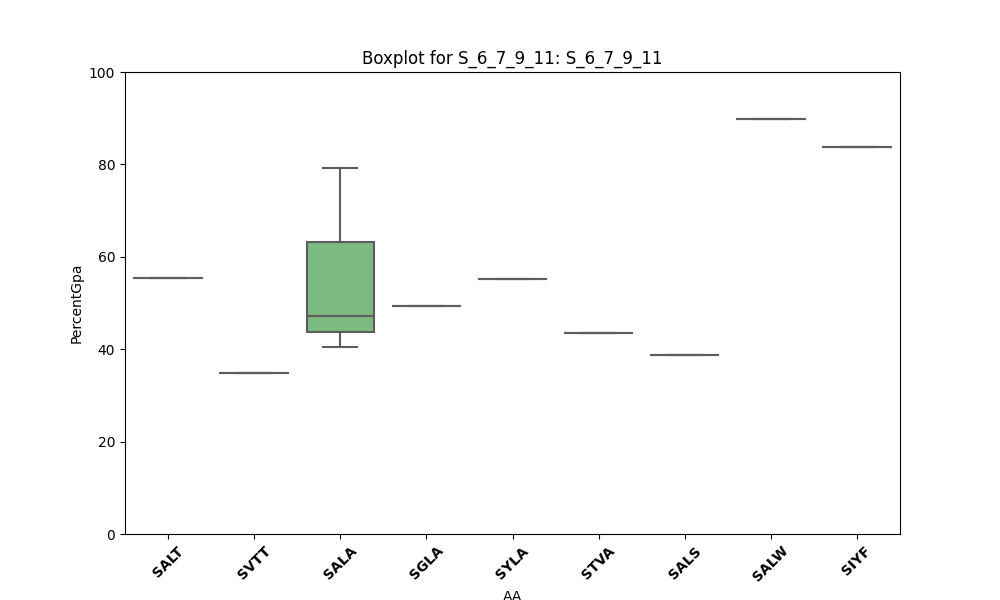 Boxplot for S_6_7_9_11: S_6_7_9_11
100
80
60
40
20
0
PercentGpa
SALT SVTT SALA SGLA SYLA STVA SALS SALW SIYF
AA